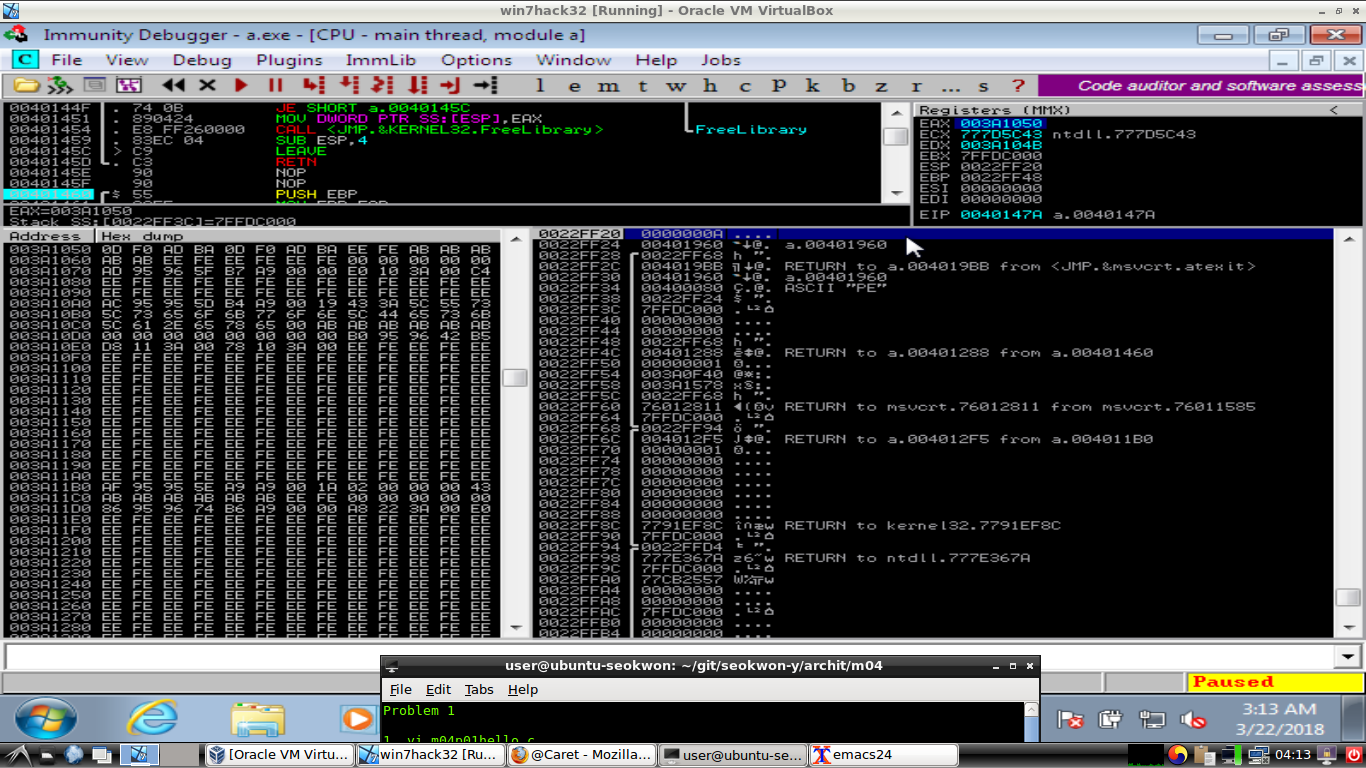 win7hack32 [Running] - Oracle VM VirtualBox
Immunity Debugger - a.exe - [CPU - main thread, module a]
C File View Debug Plugins ImmLib Options Window Help Jobs
l e m t w h c p k b z r ... s ?
Code auditor and software assess
0040144F . 74 0B JE SHORT a.0040145C
00401451 . 890424 MOV DWORD PTR SS:[ESP],EAX
00401454 . E8 FF260000 CALL <JMP.&KERNEL32.FreeLibrary> FreeLibrary
00401459 . 83EC 04 SUB ESP,4
0040145C > C9 LEAVE
0040145D . C3 RETN
0040145E 90 NOP
0040145F 90 NOP
$ 55 PUSH EBP
EAX=003A1050
Stack SS:[0022FF3C]=7FFDC000
Registers (MMX) <
EAX 003A1050
ECX 777D5C43 ntdll.777D5C43
EDX 003A104B
EBX 7FFDC000
ESP 0022FF20
EBP 0022FF48
ESI 00000000
EDI 00000000
EIP 0040147A a.0040147A
Address Hex dump
003A1050 0D F0 AD BA 0D F0 AD BA EE FE AB AB AB
003A1060 AB AB AB AB AB EE FE 00 00 00 00 00 00
003A1070 AD 95 96 5F B7 A9 00 00 E0 10 3A 00 C4
003A1080 EE FE EE FE EE FE EE FE EE FE EE FE EE
003A1090 EE FE EE FE EE FE EE FE EE FE EE FE EE
003A10A0 AC 95 95 5D B4 A9 00 19 43 3A 5C 55 73
003A10B0 5C 73 65 6F 6B 77 6F 6E 5C 44 65 73 6B
003A10C0 5C 61 2E 65 78 65 00 AB AB AB AB AB AB
003A10D0 00 00 00 00 00 00 00 00 B0 95 96 42 B5
003A10E0 D8 11 3A 00 78 10 3A 00 EE FE EE FE EE
003A10F0 EE FE EE FE EE FE EE FE EE FE EE FE EE
003A1100 EE FE EE FE EE FE EE FE EE FE EE FE EE
003A1110 EE FE EE FE EE FE EE FE EE FE EE FE EE
003A1120 EE FE EE FE EE FE EE FE EE FE EE FE EE
003A1130 EE FE EE FE EE FE EE FE EE FE EE FE EE
003A1140 EE FE EE FE EE FE EE FE EE FE EE FE EE
003A1150 EE FE EE FE EE FE EE FE EE FE EE FE EE
003A1160 EE FE EE FE EE FE EE FE EE FE EE FE EE
003A1170 EE FE EE FE EE FE EE FE EE FE EE FE EE
003A1180 EE FE EE FE EE FE EE FE EE FE EE FE EE
003A1190 EE FE EE FE EE FE EE FE EE FE EE FE EE
003A11A0 EE FE EE FE EE FE EE FE EE FE EE FE EE
003A11B0 AF 95 95 5E A9 A9 00 1A 02 00 00 00 43
003A11C0 AB AB AB AB AB AB EE FE 00 00 00 00 00
003A11D0 86 95 96 74 B6 A9 00 00 A8 22 3A 00 E0
003A11E0 EE FE EE FE EE FE EE FE EE FE EE FE EE
003A11F0 EE FE EE FE EE FE EE FE EE FE EE FE EE
003A1200 EE FE EE FE EE FE EE FE EE FE EE FE EE
003A1210 EE FE EE FE EE FE EE FE EE FE EE FE EE
003A1220 EE FE EE FE EE FE EE FE EE FE EE FE EE
003A1230 EE FE EE FE EE FE EE FE EE FE EE FE EE
003A1240 EE FE EE FE EE FE EE FE EE FE EE FE EE
003A1250 EE FE EE FE EE FE EE FE EE FE EE FE EE
003A1260 EE FE EE FE EE FE EE FE EE FE EE FE EE
003A1270 EE FE EE FE EE FE EE FE EE FE EE FE EE
003A1280 EE FE EE FE EE FE EE FE EE FE EE FE EE
0022FF20 0000000A ....
0022FF24 00401960 a.00401960
0022FF28 0022FF68
0022FF2C 004019BB RETURN to a.004019BB from <JMP.&msvcrt.atexit>
0022FF30 00401960 a.00401960
0022FF34 00400080 ASCII "PE"
0022FF38 0022FF24
0022FF3C 7FFDC000
0022FF40 00000000 ....
0022FF44 00000000 ....
0022FF48 0022FF68
0022FF4C 00401288 RETURN to a.00401288 from a.00401460
0022FF50 00000001
0022FF54 003A0F40
0022FF58 003A1578
0022FF5C 0022FF68
0022FF60 76012811 RETURN to msvcrt.76012811 from msvcrt.76011585
0022FF64 7FFDC000
0022FF68 0022FF94
0022FF6C 004012F5 RETURN to a.004012F5 from a.004011B0
0022FF70 00000001
0022FF74 00000000 ....
0022FF78 00000000 ....
0022FF7C 00000000 ....
0022FF80 00000000 ....
0022FF84 00000000 ....
0022FF88 00000000 ....
0022FF8C 7791EF8C RETURN to kernel32.7791EF8C
0022FF90 7FFDC000
0022FF94 0022FFD4
0022FF98 777E367A RETURN to ntdll.777E367A
0022FF9C 7FFDC000
0022FFA0 77CB2557
0022FFA4 00000000 ....
0022FFA8 00000000 ....
0022FFAC 7FFDC000
0022FFB0 00000000 ....
0022FFB4 00000000 ....
Paused
user@ubuntu-seokwon: ~/git/seokwon-y/archit/m04
File Edit Tabs Help
Problem 1
1. vi m04p01hello.c
3:13 AM
3/22/2018
[Oracle VM Virtu...
win7hack32 [Ru...
@Caret - Mozilla...
user@ubuntu-se...
emacs24
04:13